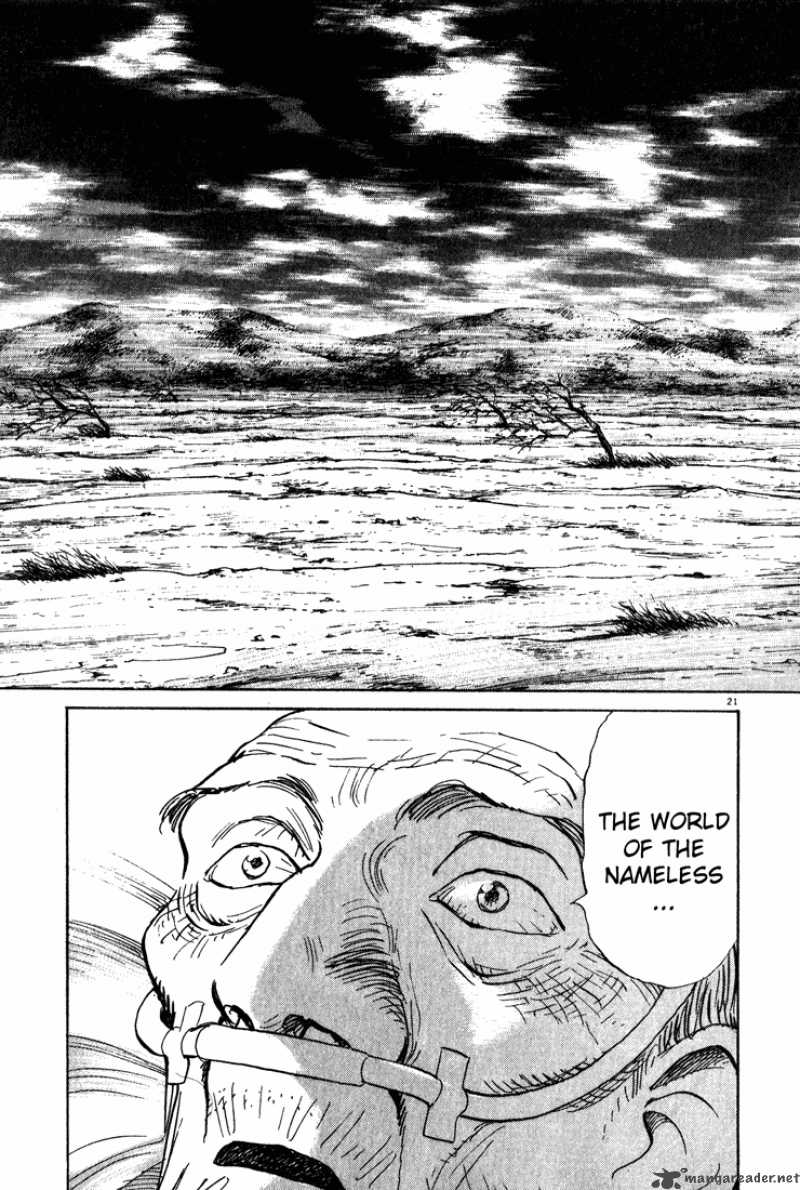 21
THE WORLD
OF THE
NAMELESS
...
mangareader.net